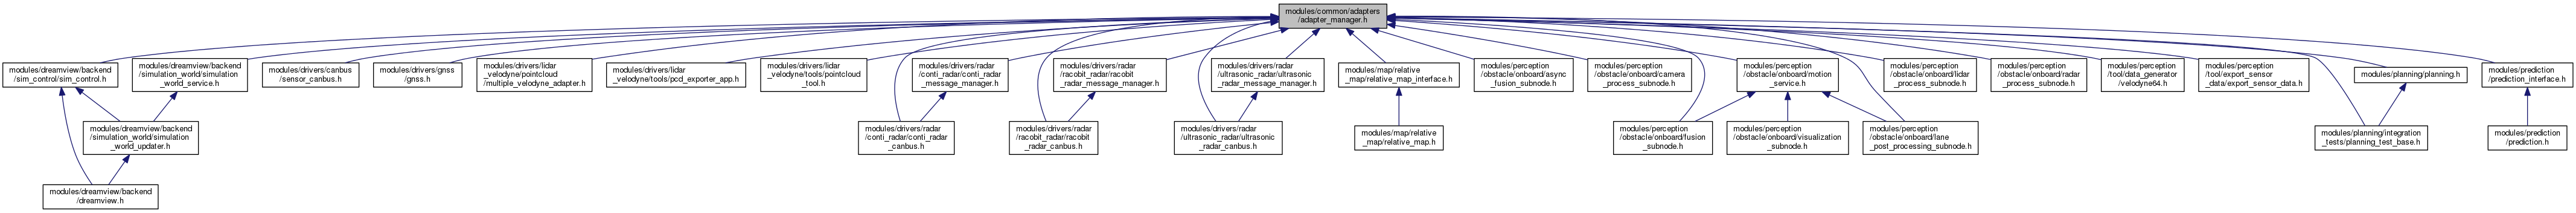 modules/common/adapters
/adapter_manager.h
modules/dreamview/backend
/sim_control/sim_control.h
modules/dreamview/backend
/simulation_world/simulation
_world_service.h
modules/drivers/canbus
/sensor_canbus.h
modules/drivers/gnss
/gnss.h
modules/drivers/lidar
_velodyne/pointcloud
/multiple_velodyne_adapter.h
modules/drivers/lidar
_velodyne/tools/pcd_exporter_app.h
modules/drivers/lidar
_velodyne/tools/pointcloud
_tool.h
modules/drivers/radar
/conti_radar/conti_radar
_message_manager.h
modules/drivers/radar
/racobit_radar/racobit
_radar_message_manager.h
modules/drivers/radar
/ultrasonic_radar/ultrasonic
_radar_message_manager.h
modules/map/relative
_map/relative_map_interface.h
modules/perception
/obstacle/onboard/async
_fusion_subnode.h
modules/perception
/obstacle/onboard/camera
_process_subnode.h
modules/perception
/obstacle/onboard/motion
_service.h
modules/perception
/obstacle/onboard/lidar
_process_subnode.h
modules/perception
/obstacle/onboard/radar
_process_subnode.h
modules/perception
/tool/data_generator
/velodyne64.h
modules/perception
/tool/export_sensor
_data/export_sensor_data.h
modules/planning/planning.h
modules/prediction
/prediction_interface.h
modules/dreamview/backend
/simulation_world/simulation
_world_updater.h
modules/drivers/radar
/conti_radar/conti_radar
_canbus.h
modules/drivers/radar
/racobit_radar/racobit
_radar_canbus.h
modules/drivers/radar
/ultrasonic_radar/ultrasonic
_radar_canbus.h
modules/map/relative
_map/relative_map.h
modules/perception
/obstacle/onboard/fusion
_subnode.h
modules/perception
/obstacle/onboard/visualization
_subnode.h
modules/perception
/obstacle/onboard/lane
_post_processing_subnode.h
modules/planning/integration
_tests/planning_test_base.h
modules/prediction
/prediction.h
modules/dreamview/backend
/dreamview.h